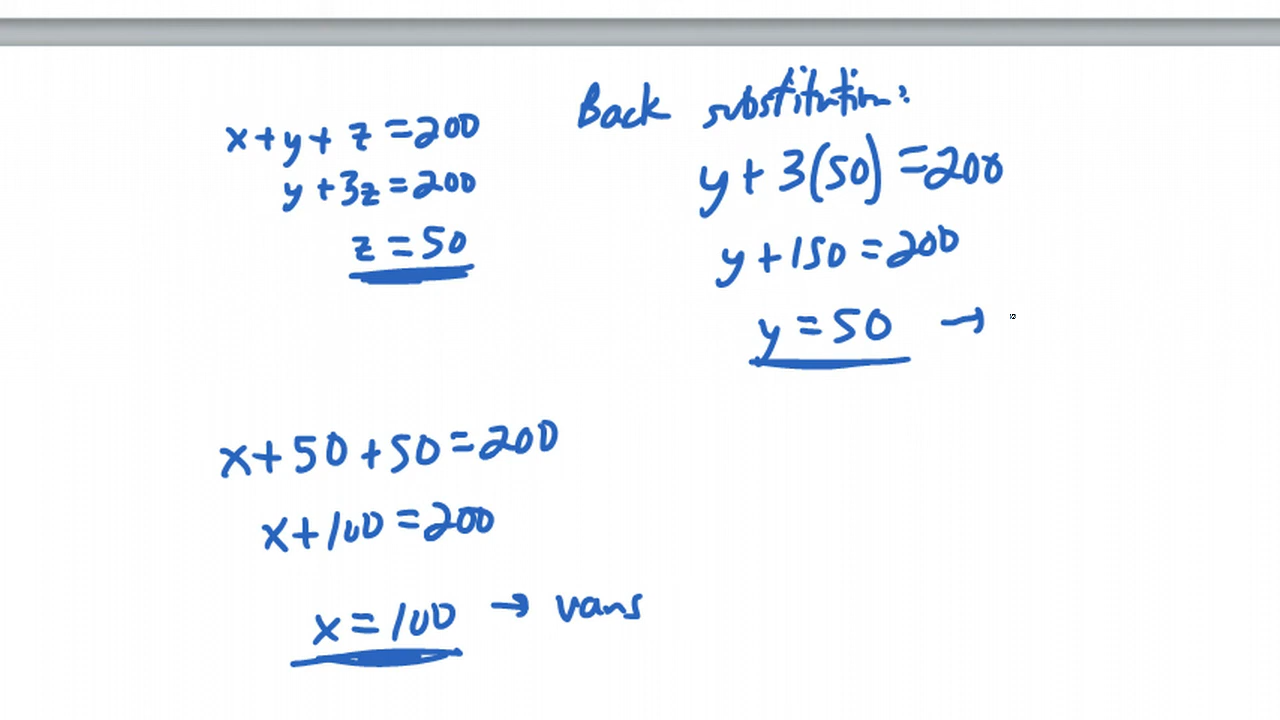 x+y+z=200
y+3z=200
z=50
Back substitution:
y+3(50)=200
y+150=200
y=50 →
x+50+50=200
x+100=200
x=100 → vans